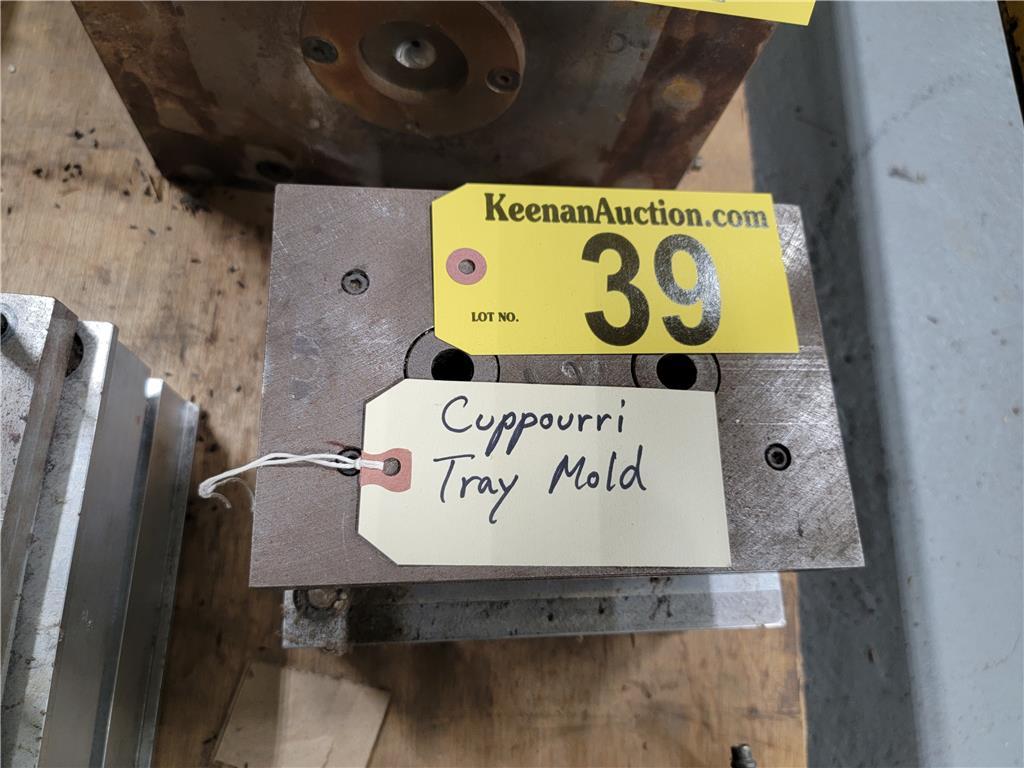 KeenanAuction.com
39
LOT NO.
Cuppourri
Tray Mold